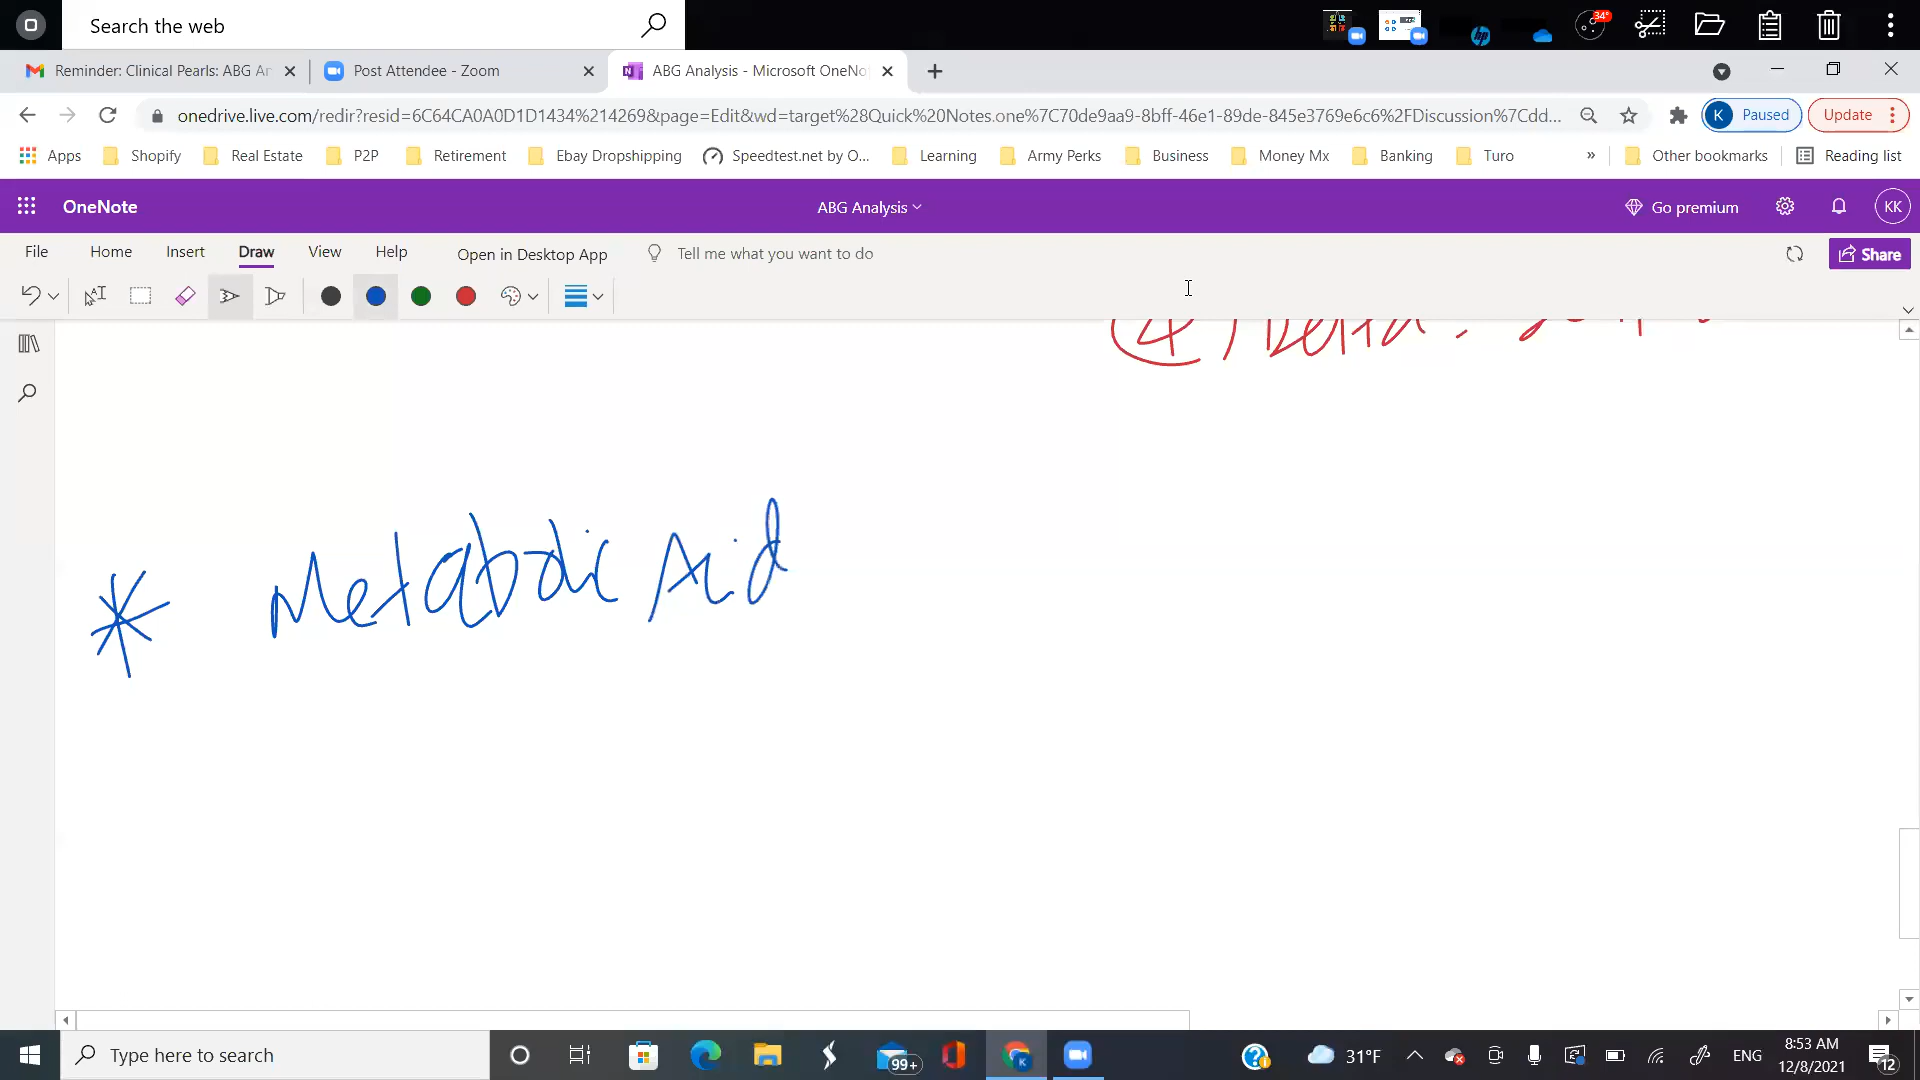 Search the web
34°
Reminder: Clinical Pearls: ABG Ar
Post Attendee - Zoom
ABG Analysis - Microsoft OneNo
onedrive.live.com/redir?resid=6C64CA0A0D1D1434%214269&page=Edit&wd=target%28Quick%20Notes.one%7C70de9aa9-8bff-46e1-89de-845e3769e6c6%2FDiscussion%7Cdd...
K Paused
Update
Apps
Shopify
Real Estate
P2P
Retirement
Ebay Dropshipping
Speedtest.net by O...
Learning
Army Perks
Business
Money Mx
Banking
Turo
»
Other bookmarks
Reading list
OneNote
ABG Analysis
Go premium
KK
File Home Insert Draw View Help Open in Desktop App Tell me what you want to do
Share
④) Delta:
* Metabolic Acid
Type here to search
99+
31°F
ENG
8:53 AM
12/8/2021
12